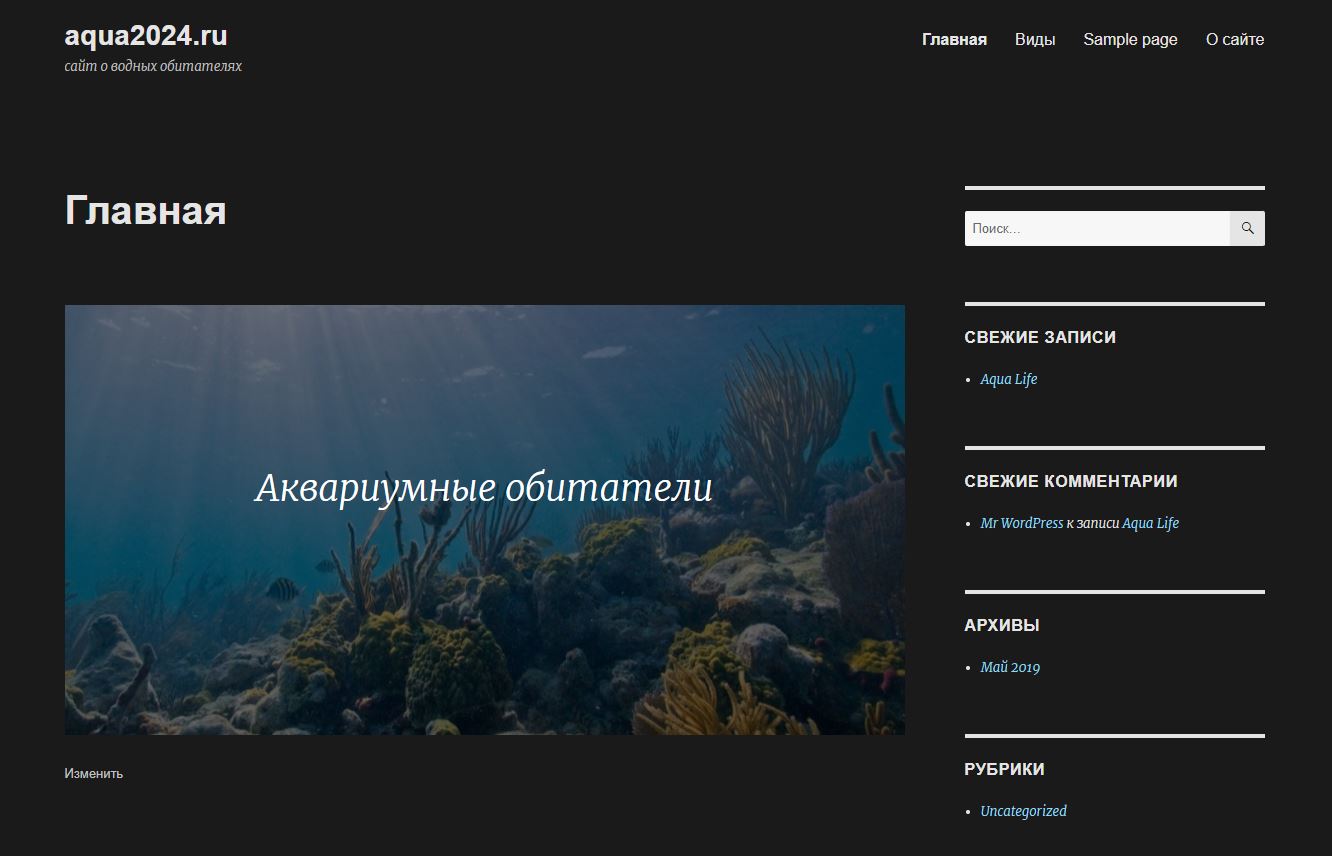 aqua2024.ru
сайт о водных обитателях
Главная Виды Sample page О сайте
Главная
Аквариумные обитатели
Изменить
Поиск…
СВЕЖИЕ ЗАПИСИ
Aqua Life
СВЕЖИЕ КОММЕНТАРИИ
Mr WordPress к записи Aqua Life
АРХИВЫ
Май 2019
РУБРИКИ
Uncategorized